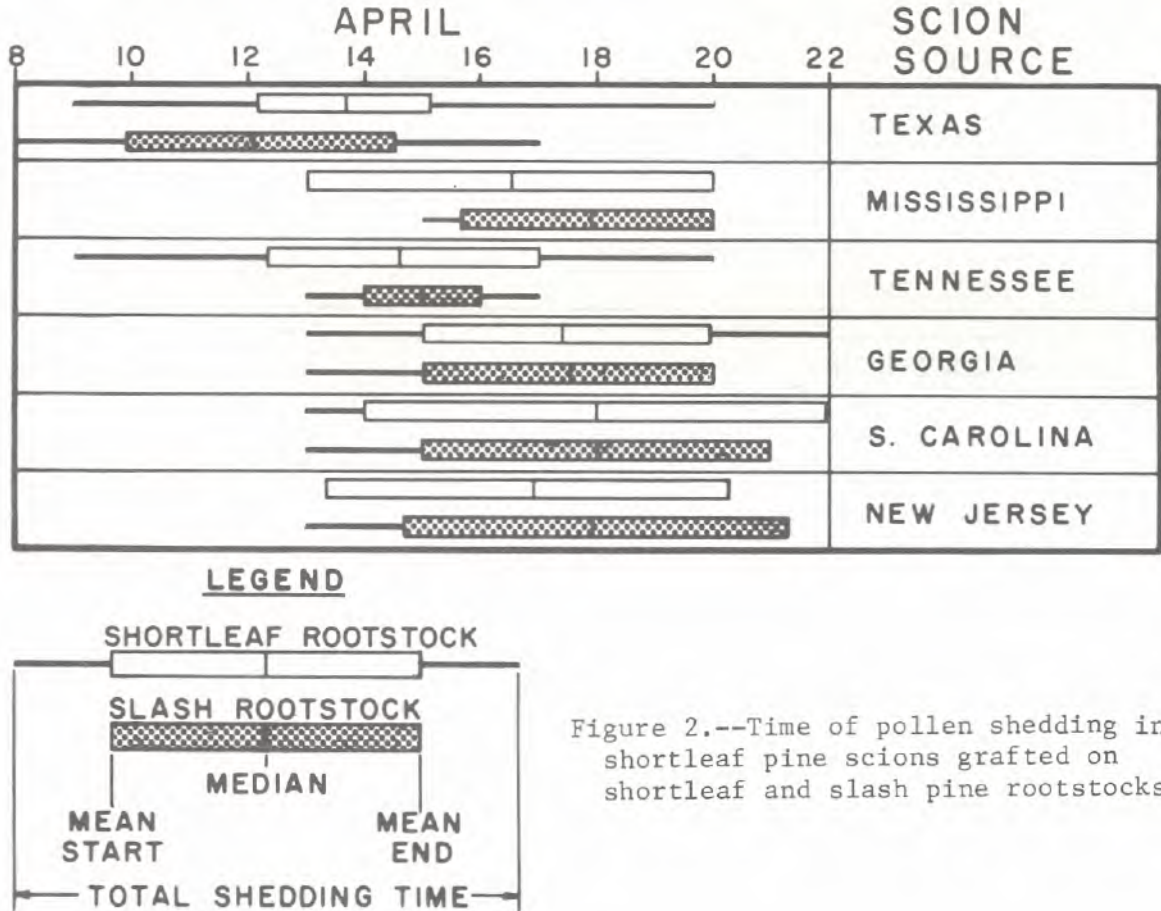 APRIL
SCION
SOURCE
8 10 12 14 16 18 20 22
TEXAS
MISSISSIPPI
TENNESSEE
GEORGIA
S. CAROLINA
NEW JERSEY
LEGEND
SHORTLEAF ROOTSTOCK
SLASH ROOTSTOCK
MEDIAN
MEAN
START
MEAN
END
TOTAL SHEDDING TIME
Figure 2.--Time of pollen shedding in
shortleaf pine scions grafted on
shortleaf and slash pine rootstocks